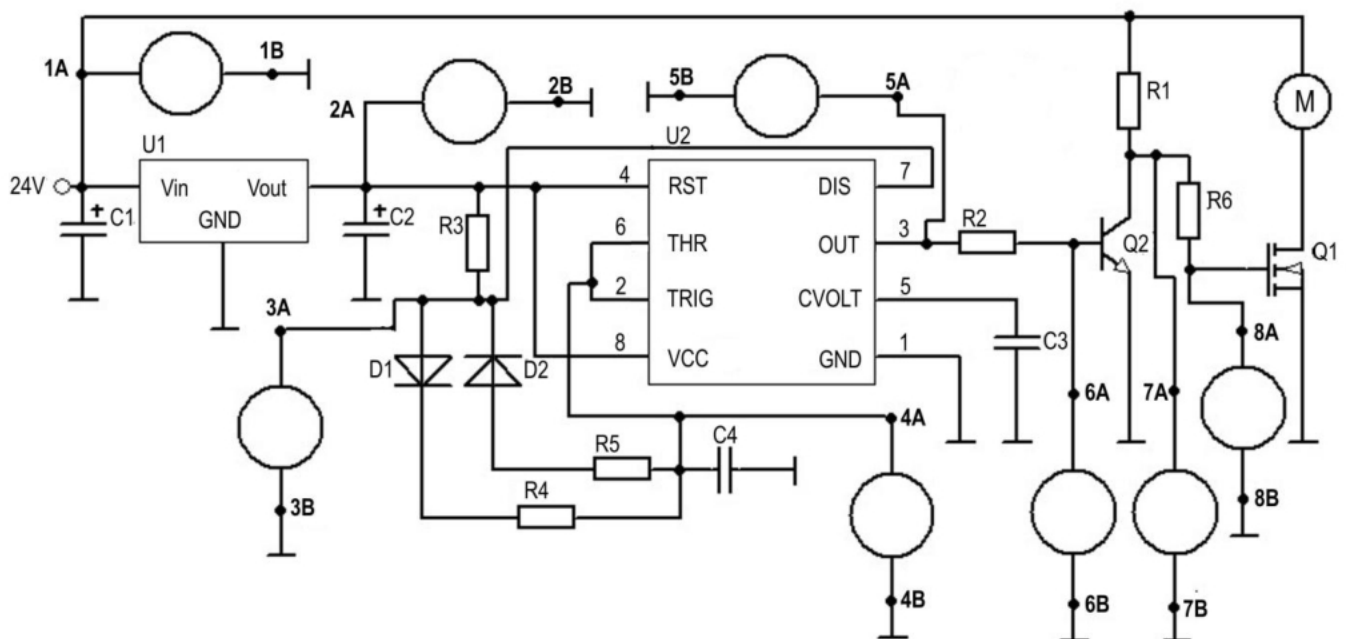 1A
1B
2A
2B
5B
5A
R1
M
U1
U2
24V
Vin
Vout
GND
C1
C2
R3
4
RST
DIS
7
6
THR
OUT
3
R2
Q2
R6
Q1
2
TRIG
CVOLT
5
C3
8
VCC
GND
1
3A
D1
D2
8A
6A
7A
4A
R5
C4
R4
3B
8B
4B
6B
7B